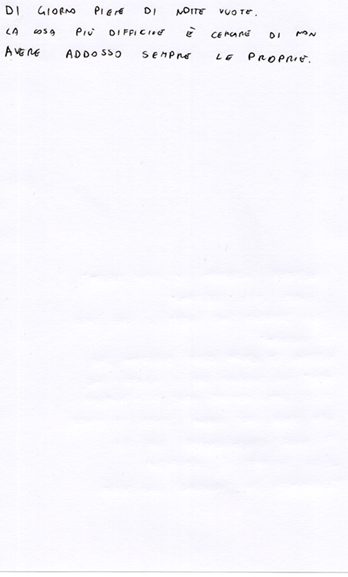 DI GIORNO PIENE DI NOTTE VUOTE.
LA COSA PIÙ DIFFICILE È CERCARE DI NON
AVERE ADDOSSO SEMPRE LE PROPRIE.